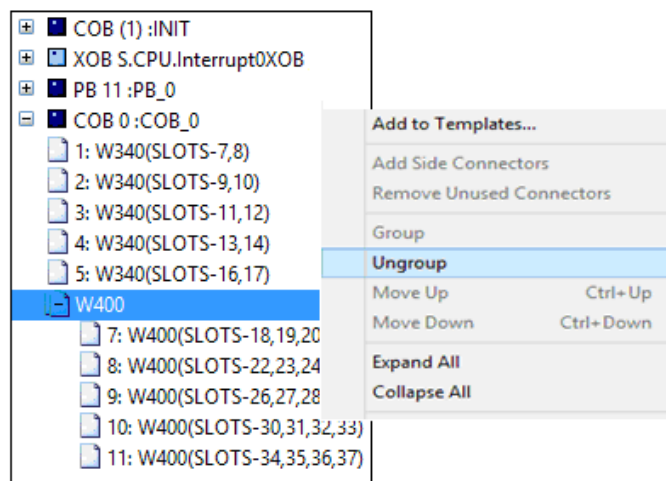 COB (1) :INIT
XOB S.CPU.Interrupt0XOB
PB 11 :PB_0
COB 0 :COB_0
1: W340(SLOTS-7,8)
2: W340(SLOTS-9,10)
3: W340(SLOTS-11,12)
4: W340(SLOTS-13,14)
5: W340(SLOTS-16,17)
W400
7: W400(SLOTS-18,19,20
8: W400(SLOTS-22,23,24
9: W400(SLOTS-26,27,28
10: W400(SLOTS-30,31,32,33)
11: W400(SLOTS-34,35,36,37)
Add to Templates...
Add Side Connectors
Remove Unused Connectors
Group
Ungroup
Move Up Ctrl+Up
Move Down Ctrl+Down
Expand All
Collapse All